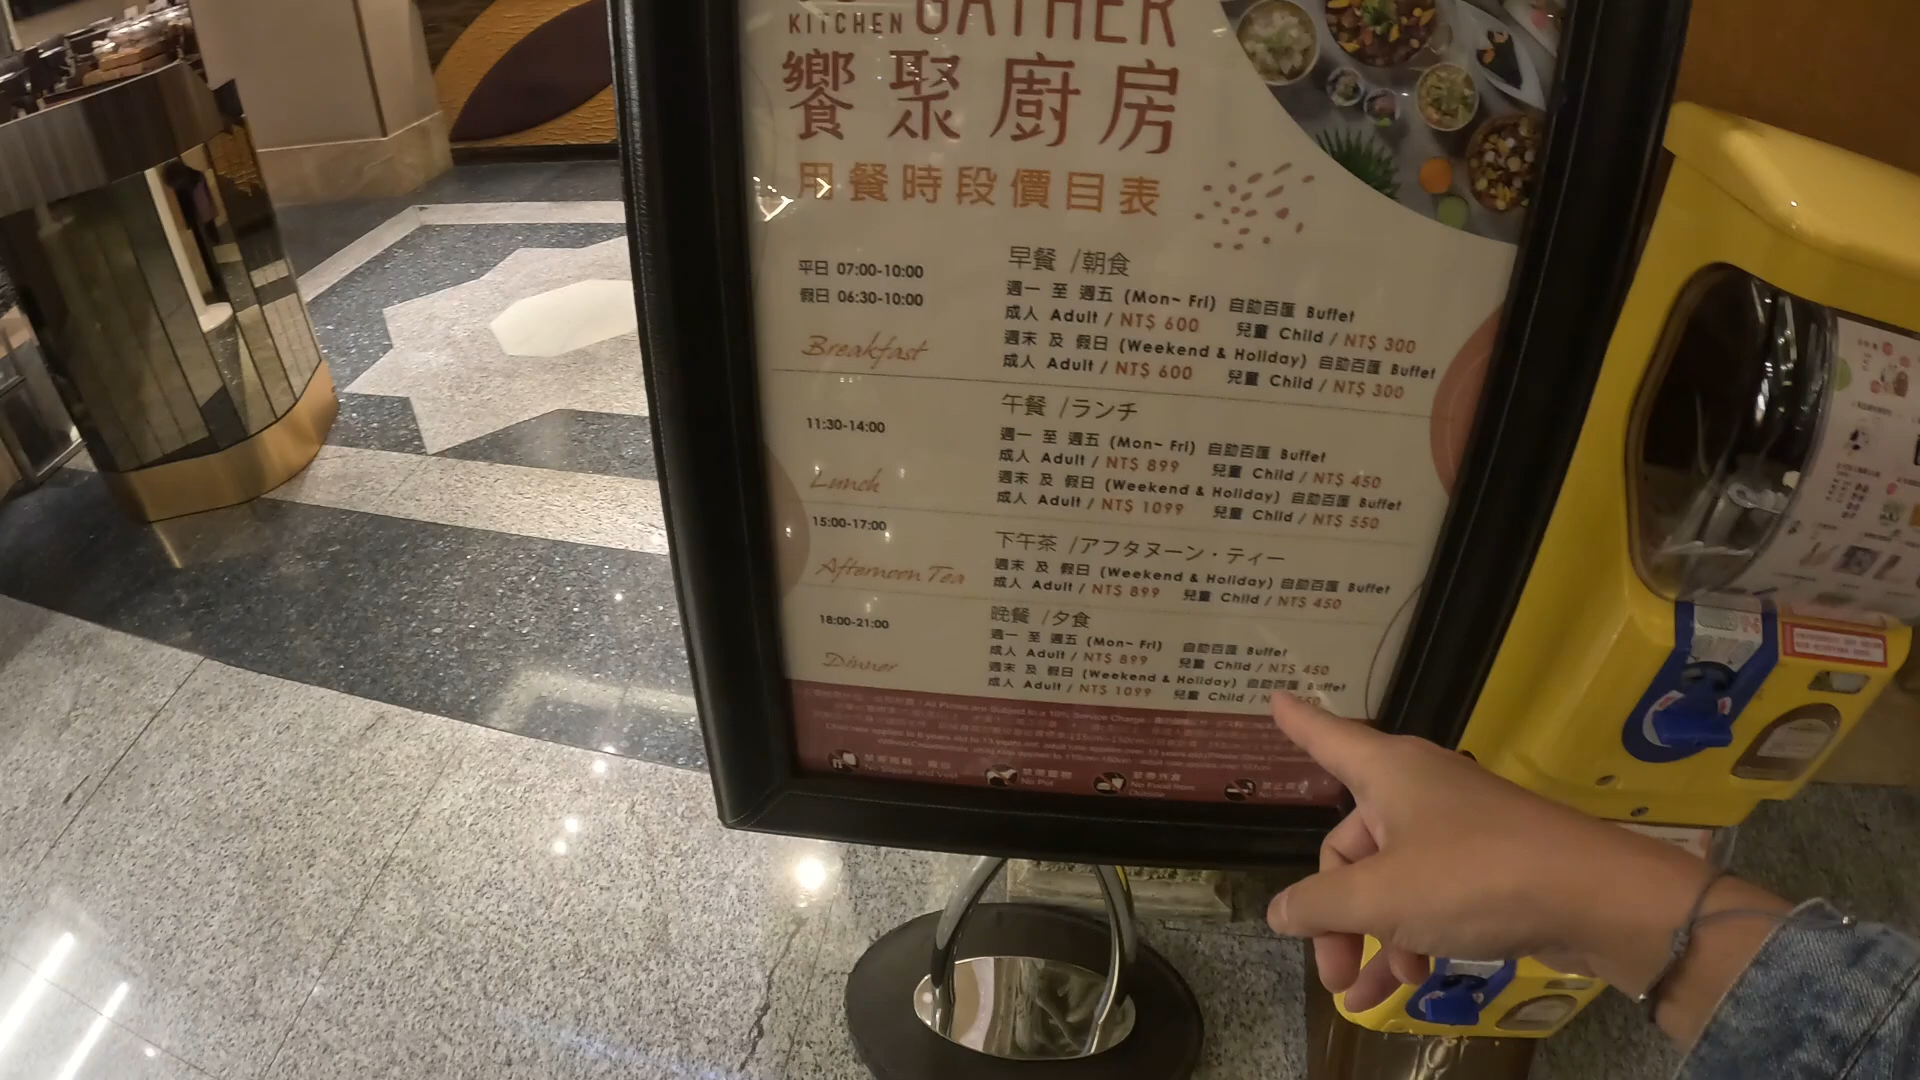 KITCHEN GATHER
饗聚廚房
用餐時段價目表
平日 07:00-10:00
假日 06:30-10:00
Breakfast
早餐 /朝食
週一 至 週五 (Mon~ Fri) 自助百匯 Buffet
成人 Adult / NT$ 600 兒童 Child / NT$ 300
週末 及 假日 (Weekend & Holiday) 自助百匯 Buffet
成人 Adult / NT$ 600 兒童 Child / NT$ 300
11:30-14:00
Lunch
午餐 /ランチ
週一 至 週五 (Mon~ Fri) 自助百匯 Buffet
成人 Adult / NT$ 899 兒童 Child / NT$ 450
週末 及 假日 (Weekend & Holiday) 自助百匯 Buffet
成人 Adult / NT$ 1099 兒童 Child / NT$ 550
15:00-17:00
Afternoon Tea
下午茶 /アフタヌーン・ティー
週末 及 假日 (Weekend & Holiday) 自助百匯 Buffet
成人 Adult / NT$ 899 兒童 Child / NT$ 450
18:00-21:00
Dinner
晚餐 /夕食
週一 至 週五 (Mon~ Fri) 自助百匯 Buffet
成人 Adult / NT$ 899 兒童 Child / NT$ 450
週末 及 假日 (Weekend & Holiday) 自助百匯 Buffet
成人 Adult / NT$ 1099 兒童 Child /
All Prices are Subject to a 10% Service Charge
No Pet
No Food from Outside